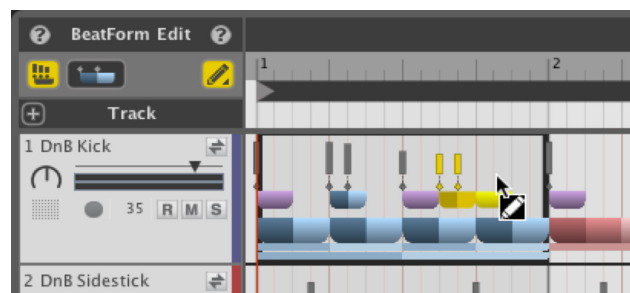 ? BeatForm Edit ?
1 2
+ Track
1 DnB Kick
35 R M S
2 DnB Sidestick